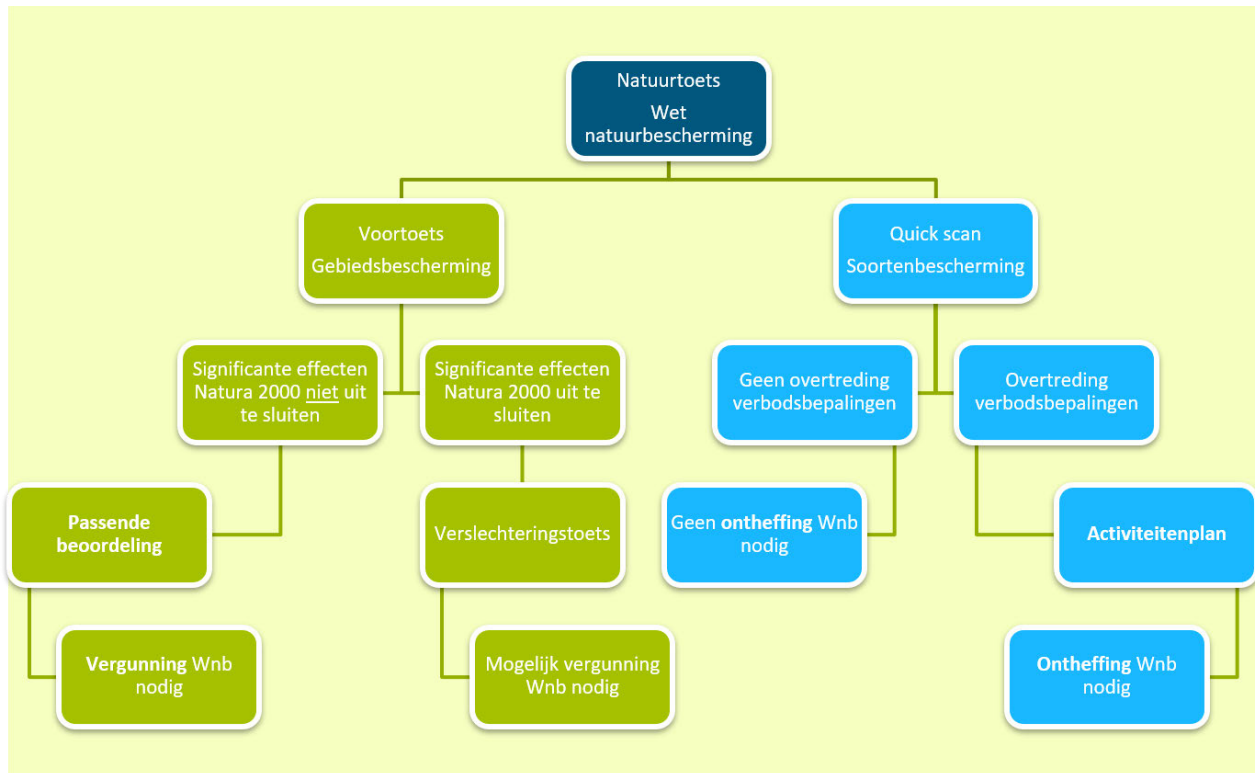 Natuurtoets
Wet
natuurbescherming
Voortoets
Gebiedsbescherming
Quick scan
Soortenbescherming
Significante effecten
Natura 2000 niet uit
te sluiten
Significante effecten
Natura 2000 uit te
sluiten
Geen overtreding
verbodsbepalingen
Overtreding
verbodsbepalingen
Passende
beoordeling
Verslechteringstoets
Geen ontheffing Wnb
nodig
Activiteitenplan
Vergunning Wnb
nodig
Mogelijk vergunning
Wnb nodig
Ontheffing Wnb
nodig